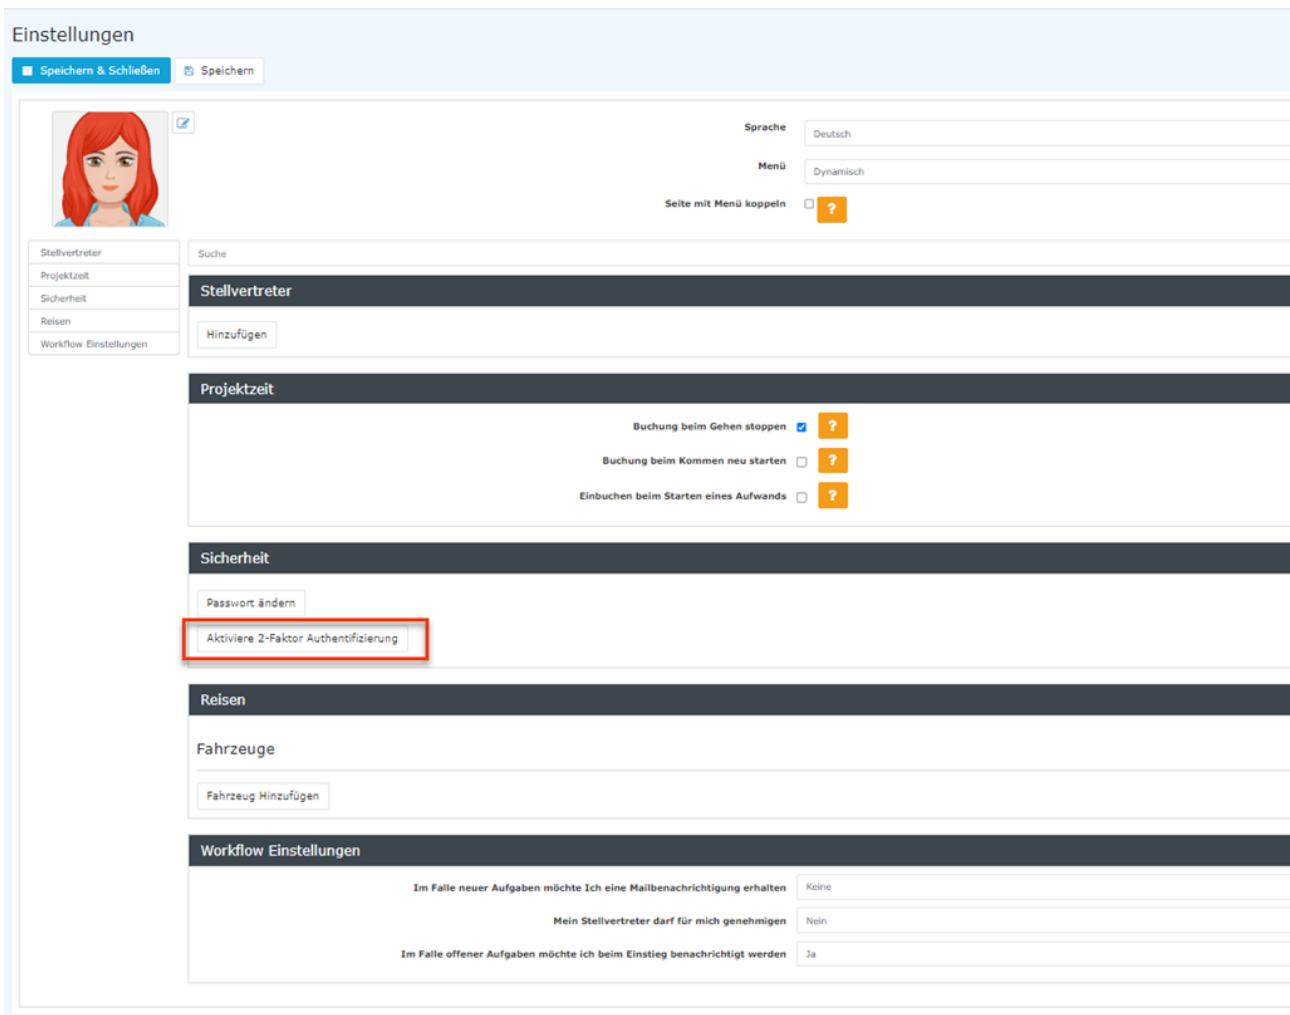 Einstellungen
Speichern & Schließen
Speichern
Sprache
Deutsch
Menü
Dynamisch
Seite mit Menü koppeln
?
Stellvertreter
Projektzeit
Sicherheit
Reisen
Workflow Einstellungen
Suche
Stellvertreter
Hinzufügen
Projektzeit
Buchung beim Gehen stoppen
?
Buchung beim Kommen neu starten
?
Einbuchen beim Starten eines Aufwands
?
Sicherheit
Passwort ändern
Aktiviere 2-Faktor Authentifizierung
Reisen
Fahrzeuge
Fahrzeug Hinzufügen
Workflow Einstellungen
Im Falle neuer Aufgaben möchte Ich eine Mailbenachrichtigung erhalten
Keine
Mein Stellvertreter darf für mich genehmigen
Nein
Im Falle offener Aufgaben möchte ich beim Einstieg benachrichtigt werden
Ja